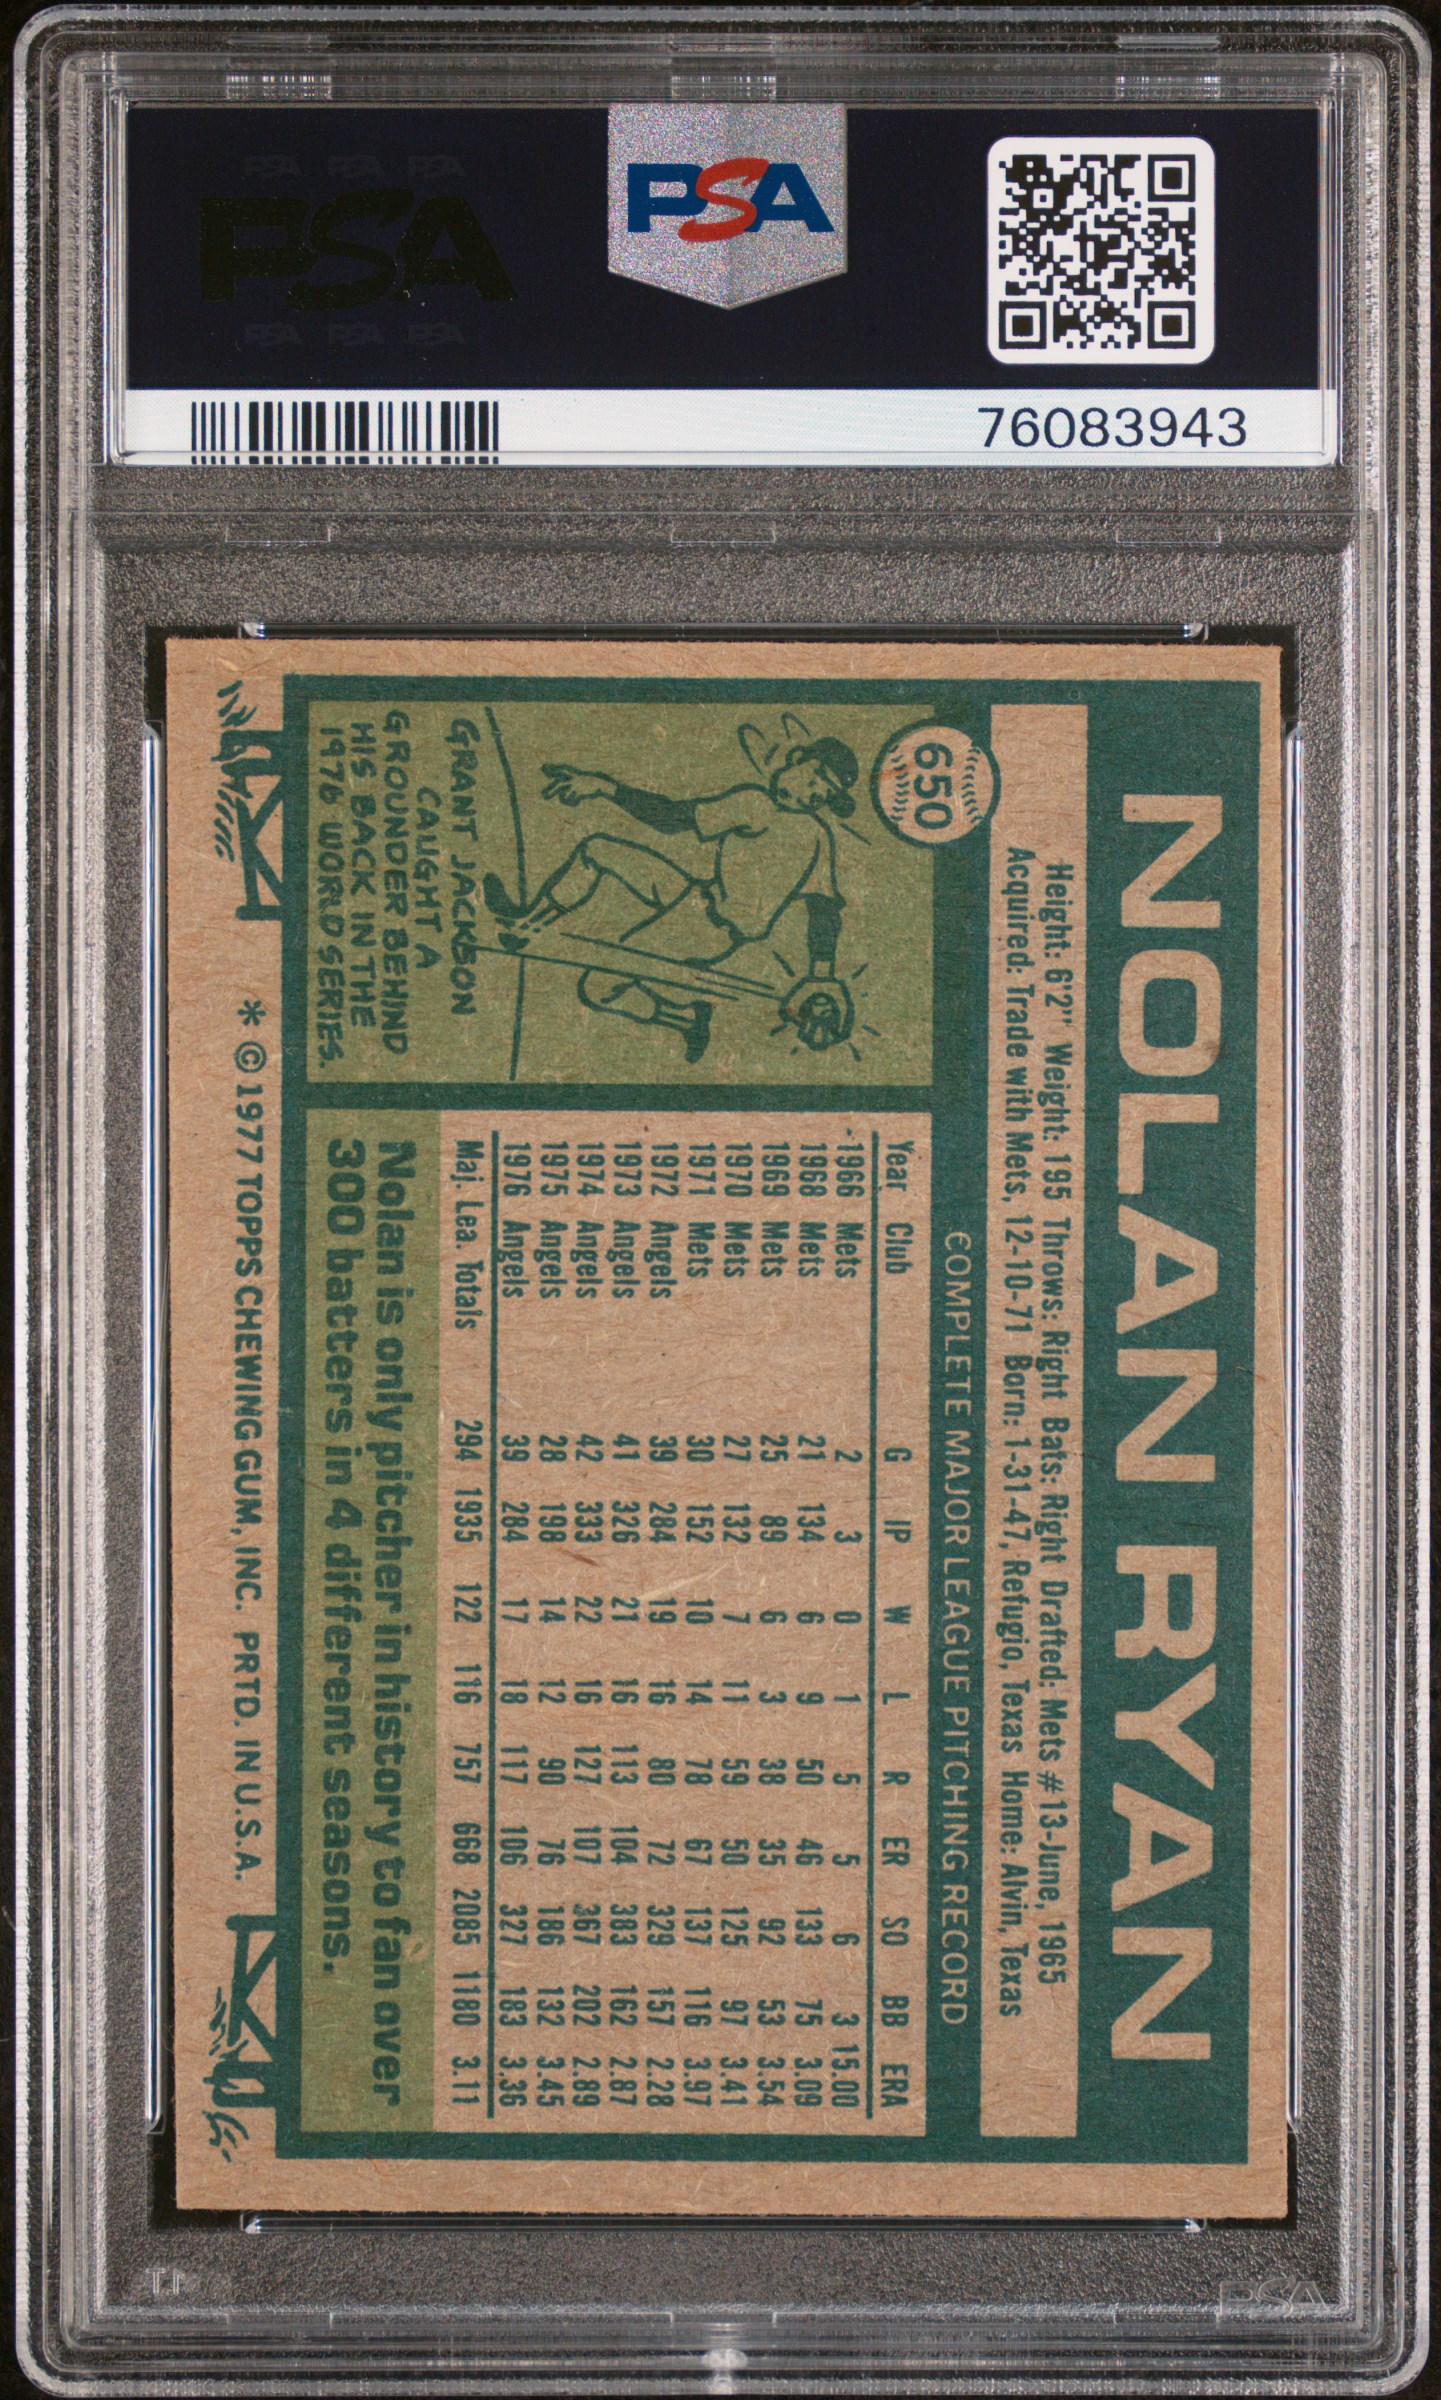 PSA PSA PSA
PSA
PSA PSA PSA
PSA
76083943
NOLAN RYAN
650
Height: 6'2" Weight: 195 Throws: Right Bats: Right Drafted: Mets #13-June, 1965
Acquired: Trade with Mets, 12-10-71 Born: 1-31-47, Refugio, Texas Home: Alvin, Texas
GRANT JACKSON
CAUGHT A
GROUNDER BEHIND
HIS BACK IN THE
1976 WORLD SERIES.
COMPLETE MAJOR LEAGUE PITCHING RECORD
Year Club G IP W L R ER SO BB ERA
1966 Mets 2 3 0 1 5 5 6 3 15.00
1968 Mets 21 134 6 9 50 46 133 75 3.09
1969 Mets 25 89 6 3 38 35 92 53 3.54
1970 Mets 27 132 7 11 59 50 125 97 3.41
1971 Mets 30 152 10 14 78 67 137 116 3.97
1972 Angels 39 284 19 16 80 72 329 157 2.28
1973 Angels 41 326 21 16 113 104 383 162 2.87
1974 Angels 42 333 22 16 127 107 367 202 2.89
1975 Angels 28 198 14 12 90 76 186 132 3.45
1976 Angels 39 284 17 18 117 106 327 183 3.36
Maj. Lea. Totals 294 1935 122 116 757 668 2085 1180 3.11
Nolan is only pitcher in history to fan over
300 batters in 4 different seasons.
* © 1977 TOPPS CHEWING GUM, INC. PRTD. IN U.S.A.
PSA